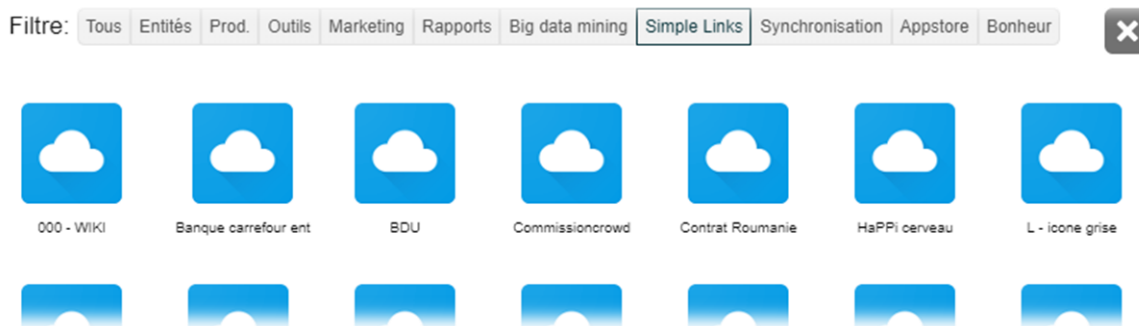 Filtre: Tous Entités Prod. Outils Marketing Rapports Big data mining Simple Links Synchronisation Appstore Bonheur
000 - WIKI Banque carrefour ent BDU Commissioncrowd Contrat Roumanie HaPPi cerveau L - icone grise